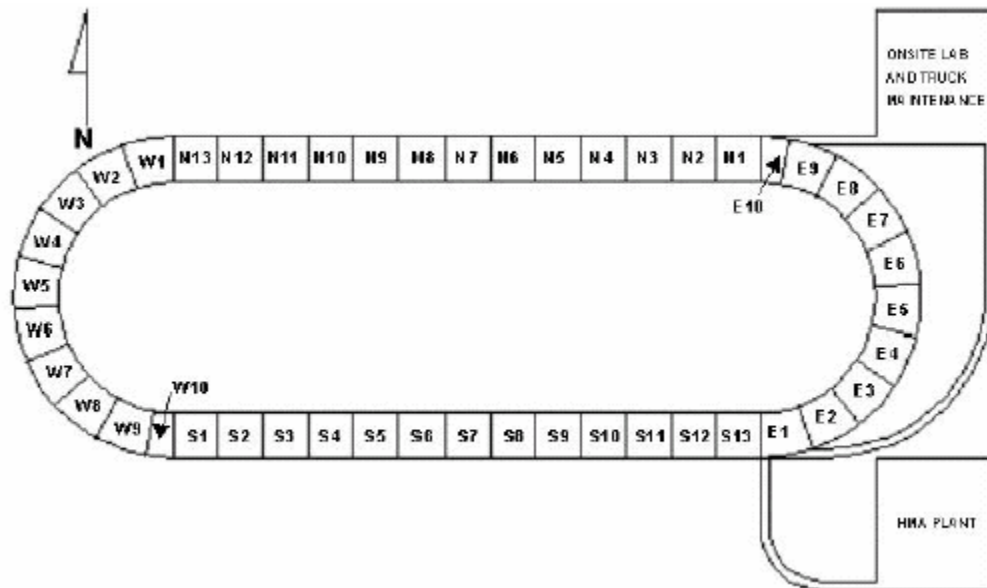 ONSITE LAB
AND TRUCK
MAINTENANCE
N
W1 N13 N12 N11 N10 N9 N8 N7 N6 N5 N4 N3 N2 N1
E10
E9
E8
E7
E6
E5
E4
E3
E2
E1
W2
W3
W4
W5
W6
W7
W8
W9
W10
S1 S2 S3 S4 S5 S6 S7 S8 S9 S10 S11 S12 S13
HMA PLANT